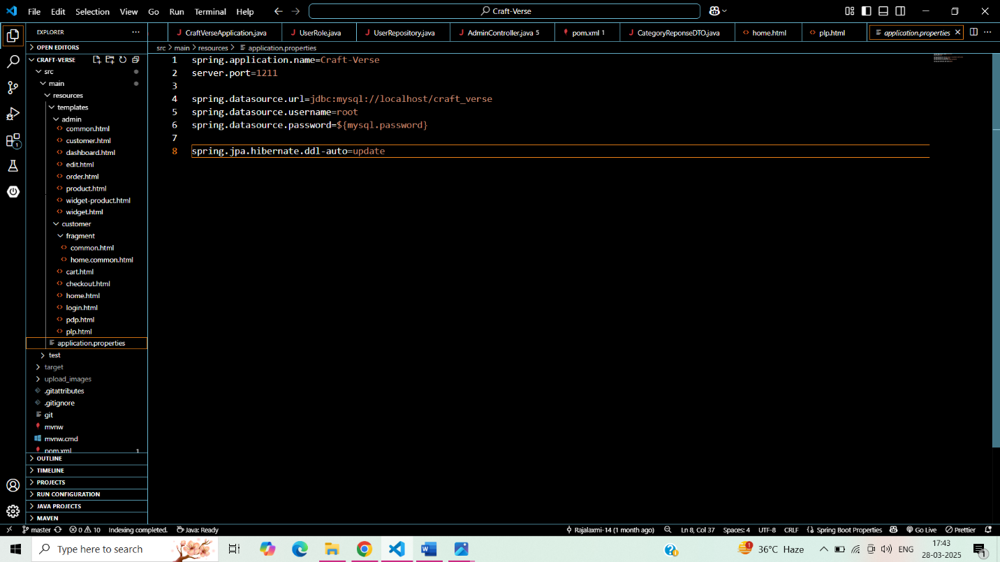 File Edit Selection View Go Run Terminal Help
Craft-Verse
EXPLORER
CraftVerseApplication.java
UserRole.java
UserRepository.java
AdminController.java 5
pom.xml 1
CategoryReponseDTO.java
home.html
plp.html
application.properties
OPEN EDITORS
CRAFT-VERSE
src
main
resources
templates
admin
common.html
customer.html
dashboard.html
edit.html
order.html
product.html
widget-product.html
widget.html
customer
fragment
common.html
home.common.html
cart.html
checkout.html
home.html
login.html
pdp.html
plp.html
application.properties
test
target
upload_images
.gitattributes
.gitignore
git
mvnw
mvnw.cmd
pom.xml 1
OUTLINE
TIMELINE
PROJECTS
RUN CONFIGURATION
JAVA PROJECTS
MAVEN
1
src > main > resources > application.properties
1 spring.application.name=Craft-Verse
2 server.port=1211
3
4 spring.datasource.url=jdbc:mysql://localhost/craft_verse
5 spring.datasource.username=root
6 spring.datasource.password=${mysql.password}
7
8 spring.jpa.hibernate.ddl-auto=update
master 0 10 Indexing completed. Java: Ready
Rajalaxmi-14 (1 month ago) Ln 8, Col 37 Spaces: 4 UTF-8 CRLF Spring Boot Properties Go Live Prettier
Type here to search
1
36°C Haze
ENG
17:43
28-03-2025
1